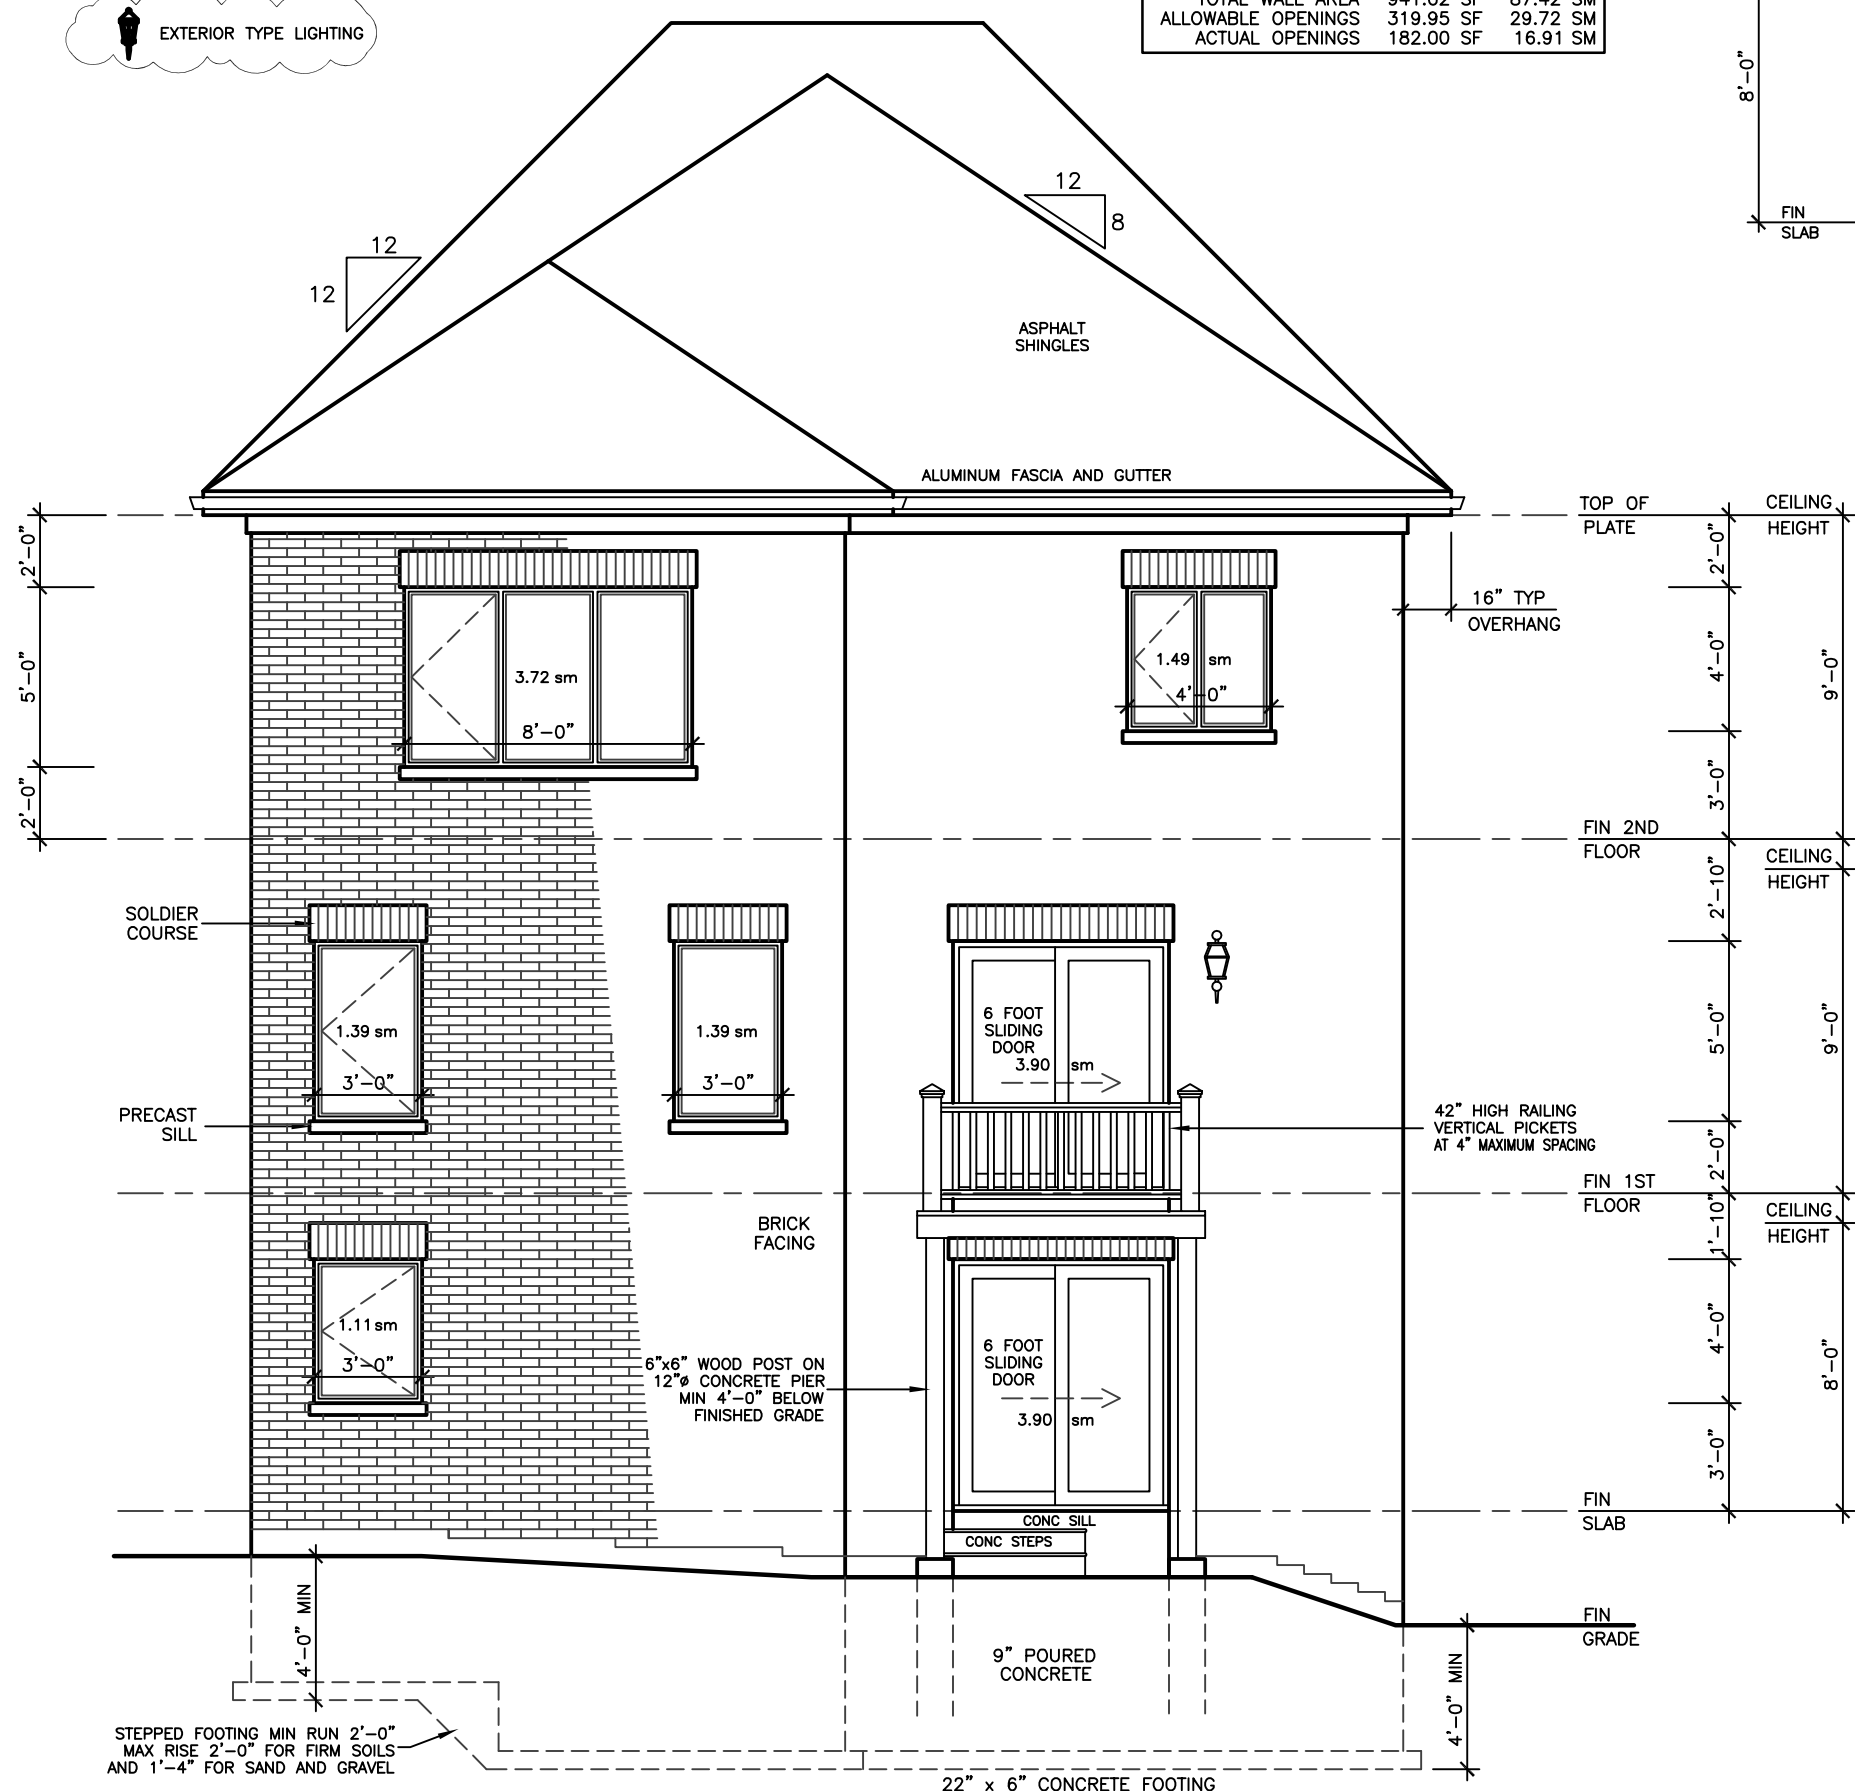 EXTERIOR TYPE LIGHTING
TOTAL WALL AREA 941.02 SF 87.42 SM
ALLOWABLE OPENINGS 319.95 SF 29.72 SM
ACTUAL OPENINGS 182.00 SF 16.91 SM
8'-0"
FIN
SLAB
12
8
12
12
ASPHALT
SHINGLES
ALUMINUM FASCIA AND GUTTER
TOP OF
PLATE
CEILING
HEIGHT
2'-0"
5'-0"
2'-0"
2'-0"
4'-0"
3'-0"
9'-0"
16" TYP
OVERHANG
3.72 sm
8'-0"
1.49 sm
4'-0"
FIN 2ND
FLOOR
CEILING
HEIGHT
2'-10"
5'-0"
2'-0"
9'-0"
SOLDIER
COURSE
1.39 sm
3'-0"
1.39 sm
3'-0"
6 FOOT
SLIDING
DOOR
3.90 sm
PRECAST
SILL
42" HIGH RAILING
VERTICAL PICKETS
AT 4" MAXIMUM SPACING
FIN 1ST
FLOOR
CEILING
HEIGHT
1'-10"
4'-0"
3'-0"
8'-0"
BRICK
FACING
1.11 sm
3'-0"
6"x6" WOOD POST ON
12"ø CONCRETE PIER
MIN 4'-0" BELOW
FINISHED GRADE
6 FOOT
SLIDING
DOOR
3.90 sm
FIN
SLAB
CONC SILL
CONC STEPS
4'-0" MIN
FIN
GRADE
9" POURED
CONCRETE
4'-0" MIN
STEPPED FOOTING MIN RUN 2'-0"
MAX RISE 2'-0" FOR FIRM SOILS
AND 1'-4" FOR SAND AND GRAVEL
22" x 6" CONCRETE FOOTING